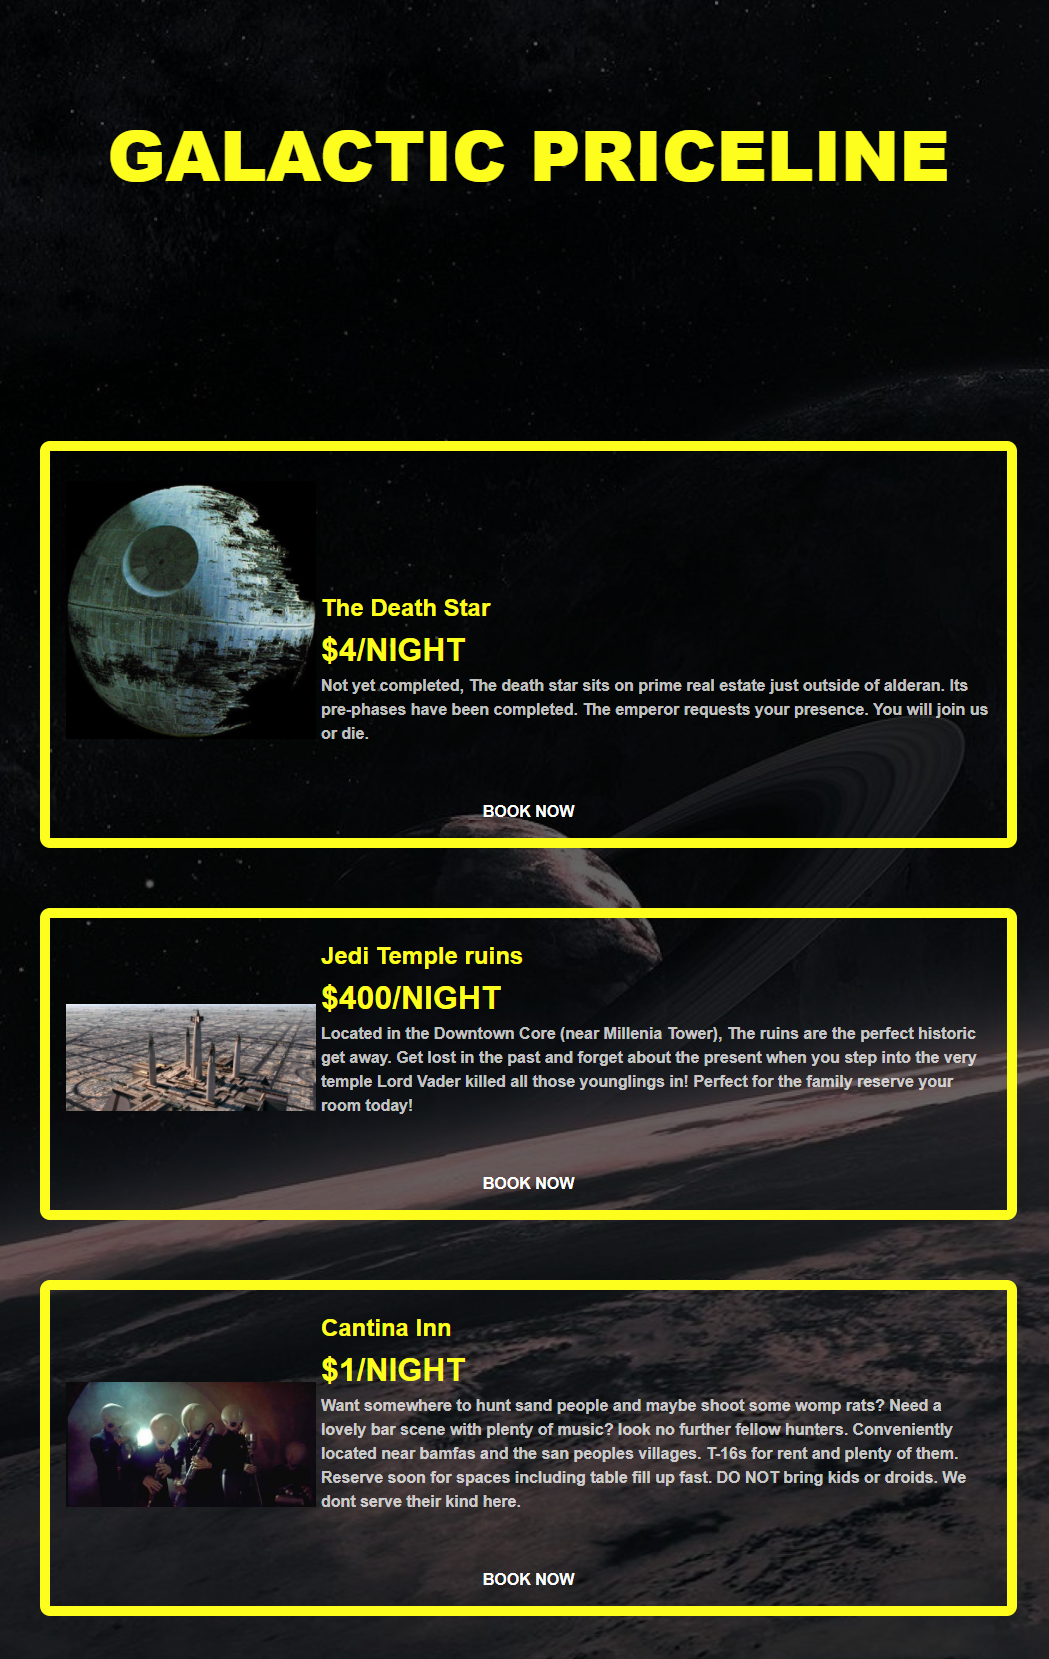 GALACTIC PRICELINE
The Death Star
$4/NIGHT
Not yet completed, The death star sits on prime real estate just outside of alderan. Its
pre-phases have been completed. The emperor requests your presence. You will join us
or die.
BOOK NOW
Jedi Temple ruins
$400/NIGHT
Located in the Downtown Core (near Millenia Tower), The ruins are the perfect historic
get away. Get lost in the past and forget about the present when you step into the very
temple Lord Vader killed all those younglings in! Perfect for the family reserve your
room today!
BOOK NOW
Cantina Inn
$1/NIGHT
Want somewhere to hunt sand people and maybe shoot some womp rats? Need a
lovely bar scene with plenty of music? look no further fellow hunters. Conveniently
located near bamfas and the san peoples villages. T-16s for rent and plenty of them.
Reserve soon for spaces including table fill up fast. DO NOT bring kids or droids. We
dont serve their kind here.
BOOK NOW